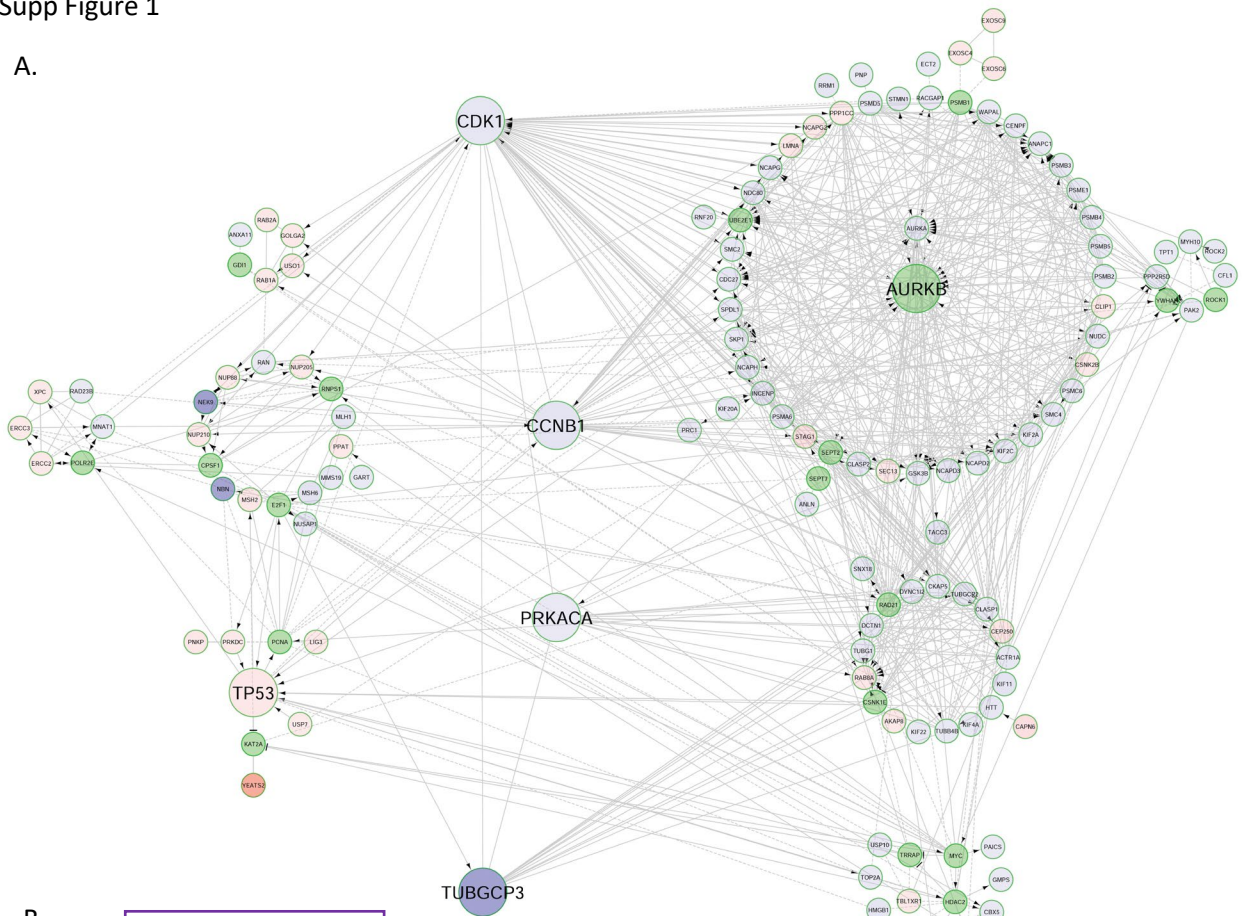 Supp Figure 1
A.
EXOSC4
ECT2
PNP
RRM1
PSMD5
STMN1
RACGAP1
PSMB1
WAPAL
CENPF
ANAPC1
PSMB3
PSME1
PSMB4
PSMB5
PSMB2
CLIP1
NUDC
CSNK2B
PSMC6
SMC4
KIF2A
KIF2C
NCAPD2
NCAPD3
GSK3B
SEC13
CLASP2
SEPT2
SEPT7
ANLN
STAG1
PSMA6
INCENP
KIF20A
PRC1
NCAPH
SKP1
SPDL1
CDC27
SMC2
UBE2E1
RNF20
NDC80
NCAPG
LMNA
NCAPG2
PPP1CC
AURKA
AURKB
TPT1
MYH10
ROCK2
CFL1
ROCK1
PAK2
PPP2R5D
CDK1
RAB2A
ANXA11
GOLGA2
GDI1
USO1
RAB1A
RAN
NUP88
NUP205
NEK9
RNPS1
MLH1
NUP210
PPAT
CPSF1
MMS19
GART
NBN
MSH6
MSH2
E2F1
NUSAP1
XPC
RAD23B
ERCC3
MNAT1
ERCC2
CCNB1
PRKACA
TUBGCP3
PNKP
PRKDC
PCNA
LIG3
TP53
USP7
KAT2A
YEATS2
TACC3
SNX18
DYNC1I2
CKAP5
TUBGCP2
RAD21
CLASP1
DCTN1
CEP250
TUBG1
ACTR1A
RAB8A
KIF11
CSNK1E
HTT
AKAP8
KIF22
TUBB4B
KIF4A
CAPN6
USP10
TRRAP
MYC
PAICS
TOP2A
GMPS
TBL1XR1
HDAC2
HMGB1
CBX5